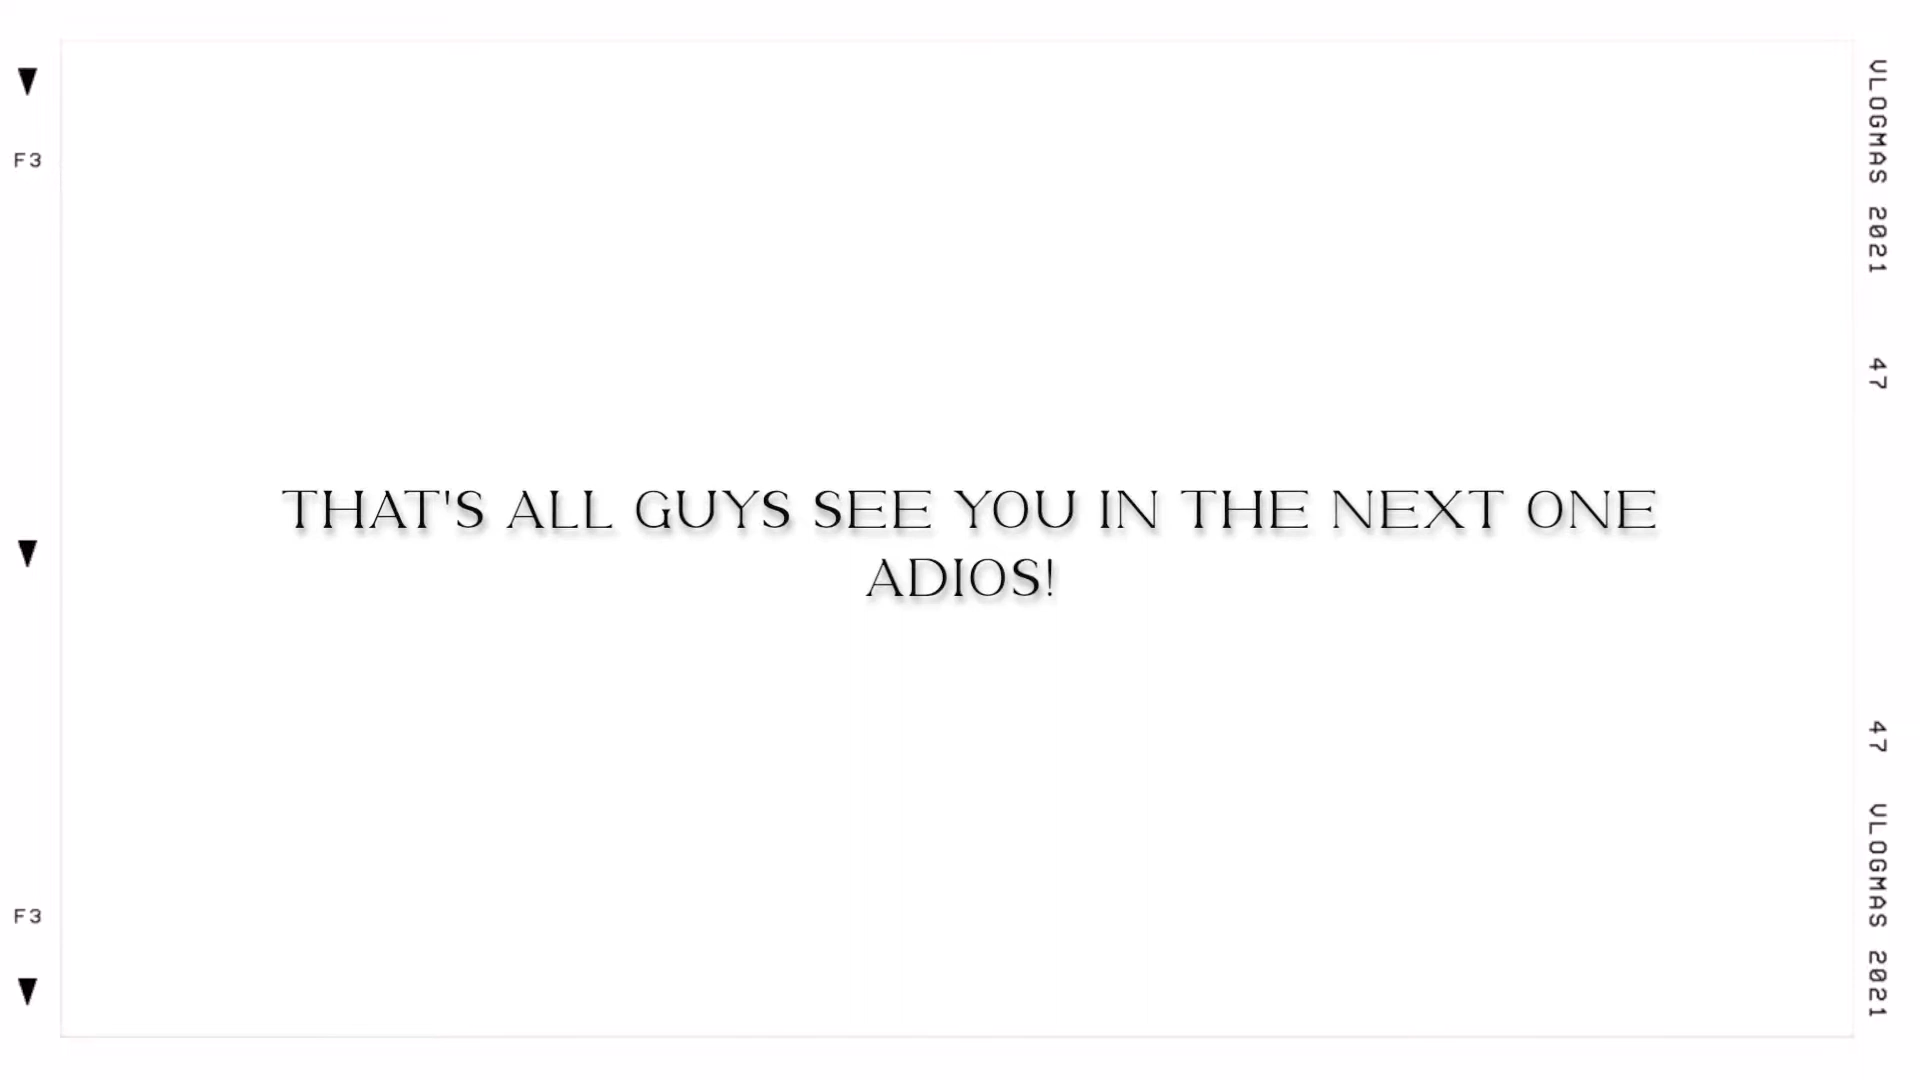 ▼
F3
VLOGMAS 2021
47
THAT'S ALL GUYS SEE YOU IN THE NEXT ONE
ADIOS!
▼
47
VLOGMAS 2021
F3
▼